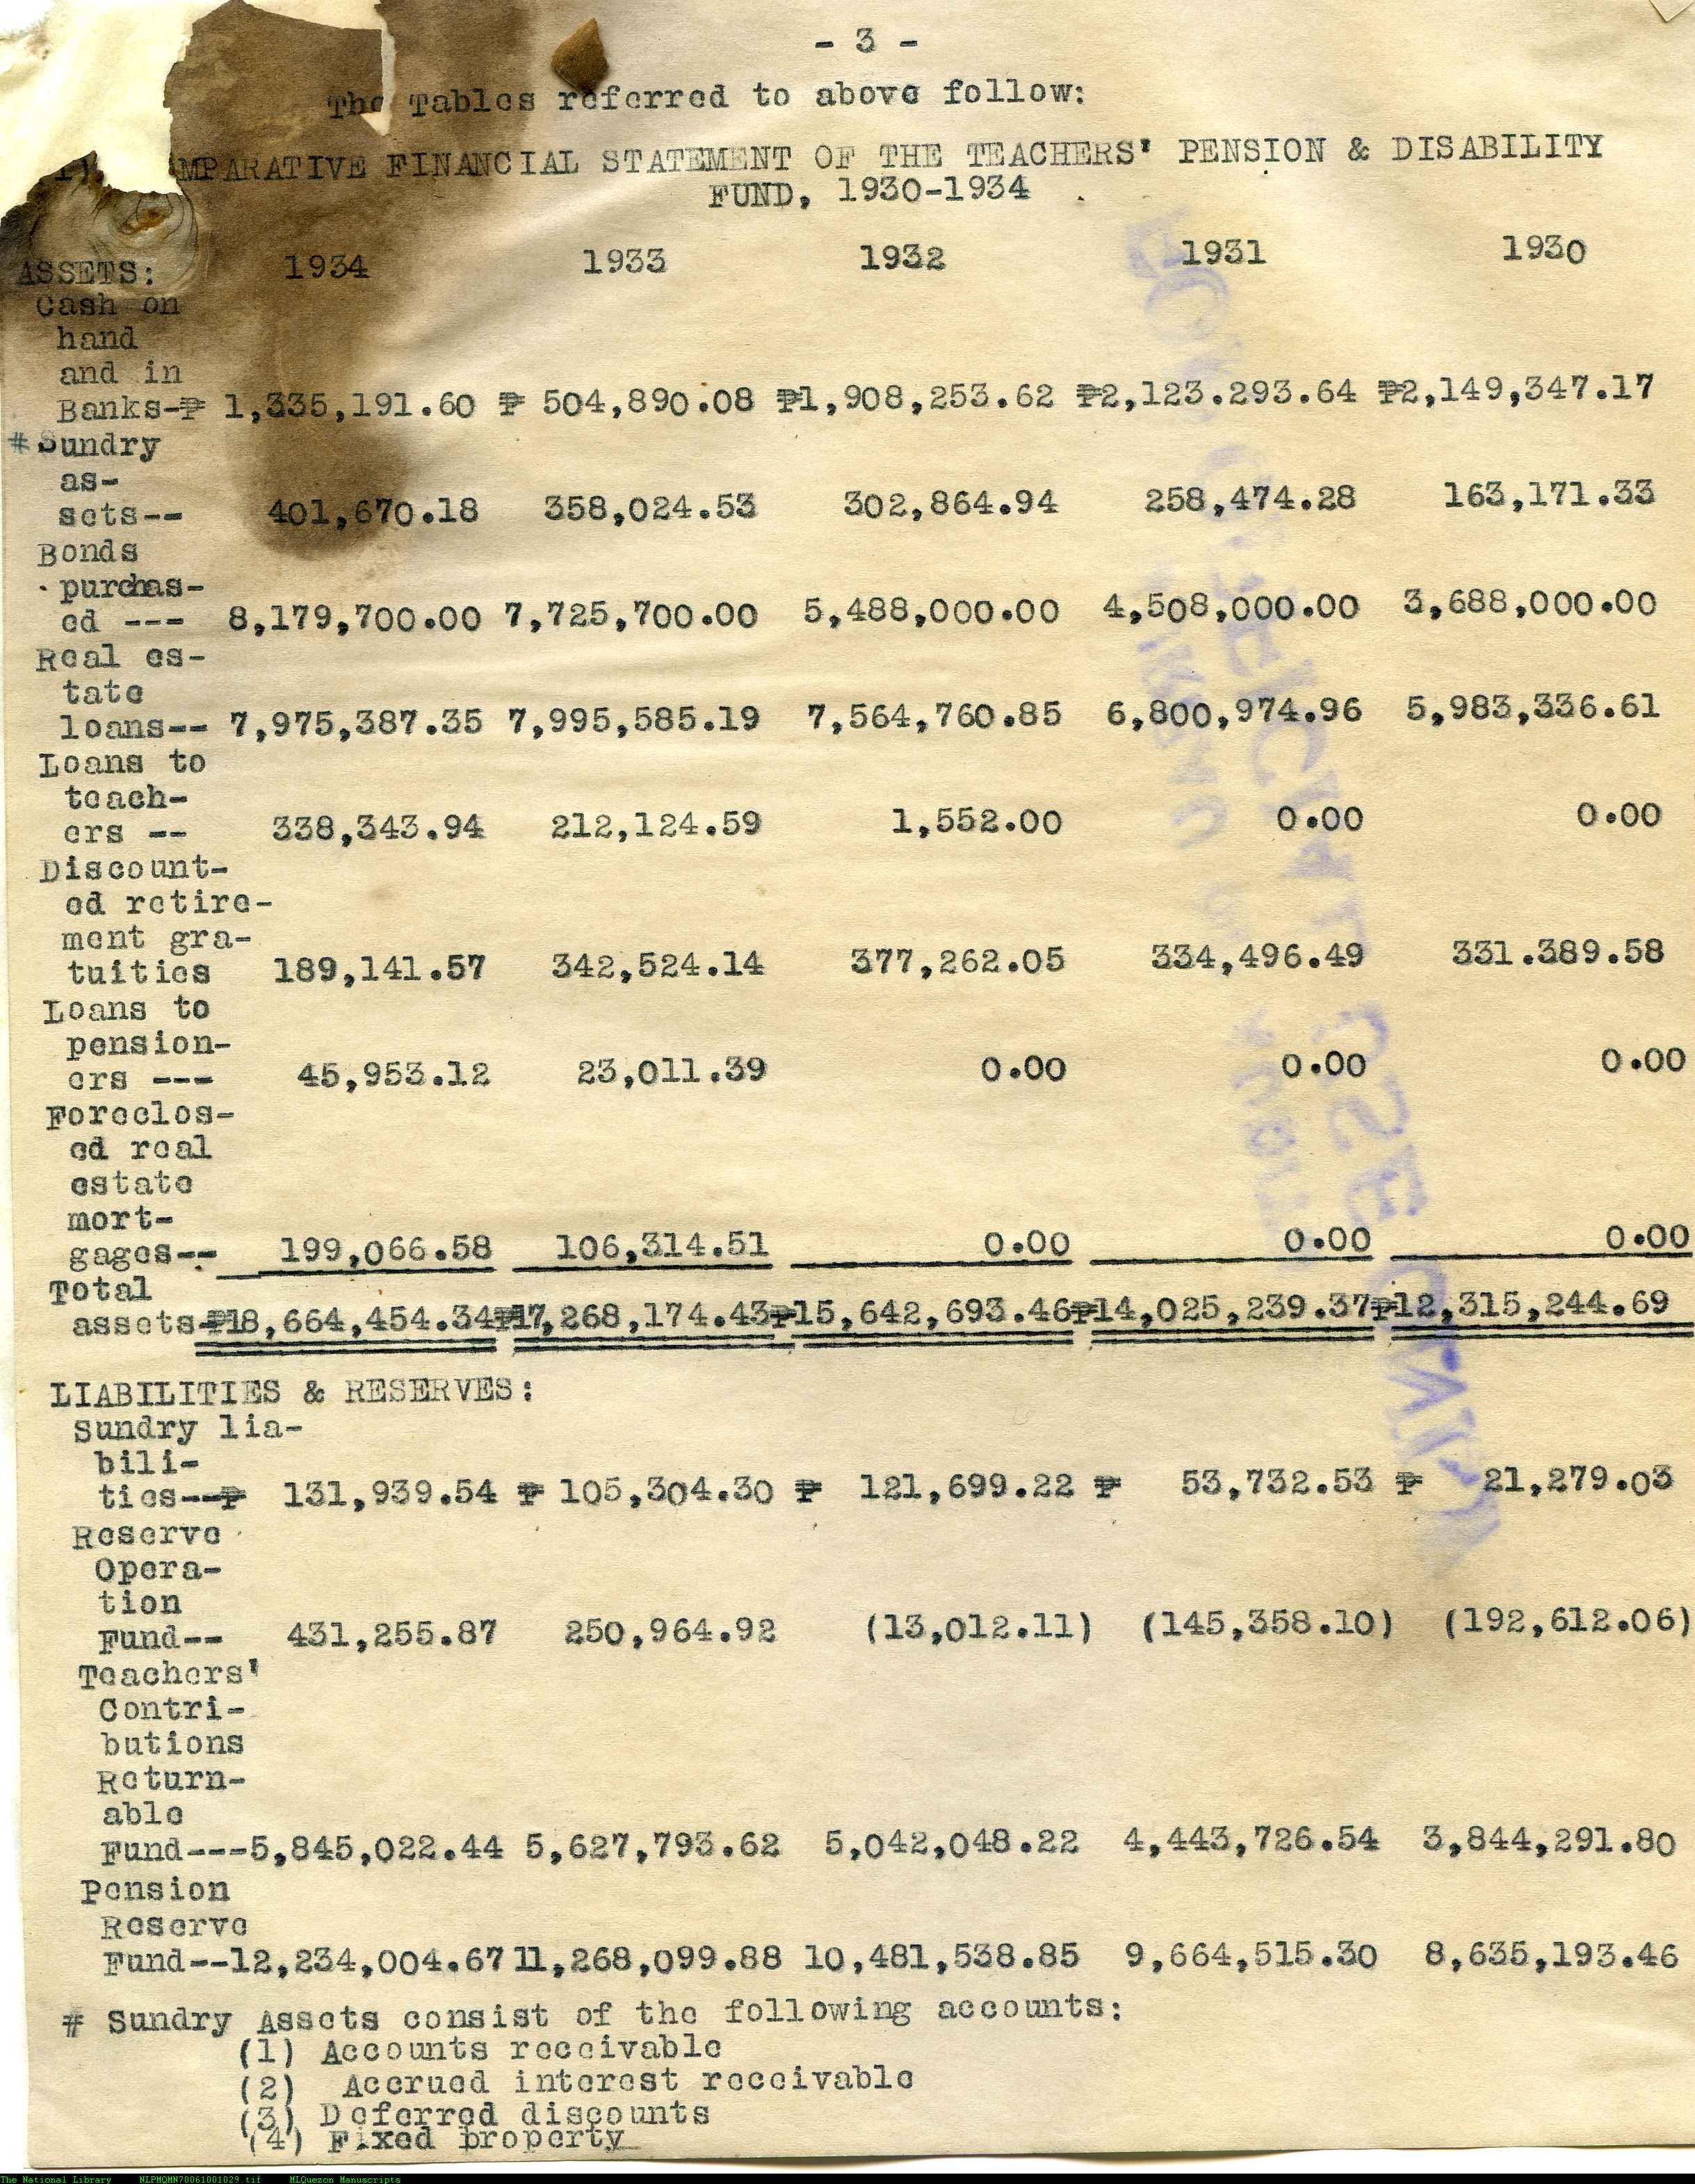 - 3 -
The Tables referred to above follow:
MPARATIVE FINANCIAL STATEMENT OF THE TEACHERS' PENSION & DISABILITY
FUND, 1930-1934
ASSETS: 1934 1933 1932 1931 1930
Cash on
hand
and in
Banks-₱ 1,335,191.60 ₱ 504,890.08 ₱1,908,253.62 ₱2,123.293.64 ₱2,149,347.17
# Sundry
as-
sets-- 401,670.18 358,024.53 302,864.94 258,474.28 163,171.33
Bonds
purchas-
ed --- 8,179,700.00 7,725,700.00 5,488,000.00 4,508,000.00 3,688,000.00
Real es-
tate
loans-- 7,975,387.35 7,995,585.19 7,564,760.85 6,800,974.96 5,983,336.61
Loans to
teach-
ers -- 338,343.94 212,124.59 1,552.00 0.00 0.00
Discount-
ed retire-
ment gra-
tuities 189,141.57 342,524.14 377,262.05 334,496.49 331.389.58
Loans to
pension-
ers --- 45,953.12 23,011.39 0.00 0.00 0.00
Foreclos-
ed real
estate
mort-
gages-- 199,066.58 106,314.51 0.00 0.00 0.00
Total
assets-₱18,664,454.34₱17,268,174.43₱15,642,693.46₱14,025,239.37₱12,315,244.69
LIABILITIES & RESERVES:
Sundry lia-
bili-
ties--₱ 131,939.54 ₱ 105,304.30 ₱ 121,699.22 ₱ 53,732.53 ₱ 21,279.03
Reserve
Opera-
tion
Fund-- 431,255.87 250,964.92 (13,012.11) (145,358.10) (192,612.06)
Teachers'
Contri-
butions
Return-
able
Fund---5,845,022.44 5,627,793.62 5,042,048.22 4,443,726.54 3,844,291.80
Pension
Reserve
Fund--12,234,004.67 11,268,099.88 10,481,538.85 9,664,515.30 8,635,193.46
# Sundry Assets consist of the following accounts:
(1) Accounts receivable
(2) Accrued interest receivable
(3) Deferred discounts
(4) Fixed property
The National Library NLPMQMN70061001029.tif MLQuezon Manuscripts